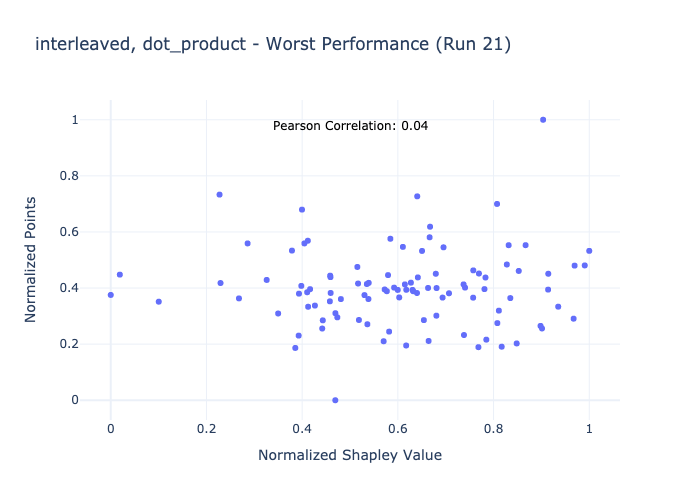 interleaved, dot_product - Worst Performance (Run 21)
Pearson Correlation: 0.04
1
0.8
0.6
0.4
0.2
0
Normalized Points
0 0.2 0.4 0.6 0.8 1
Normalized Shapley Value